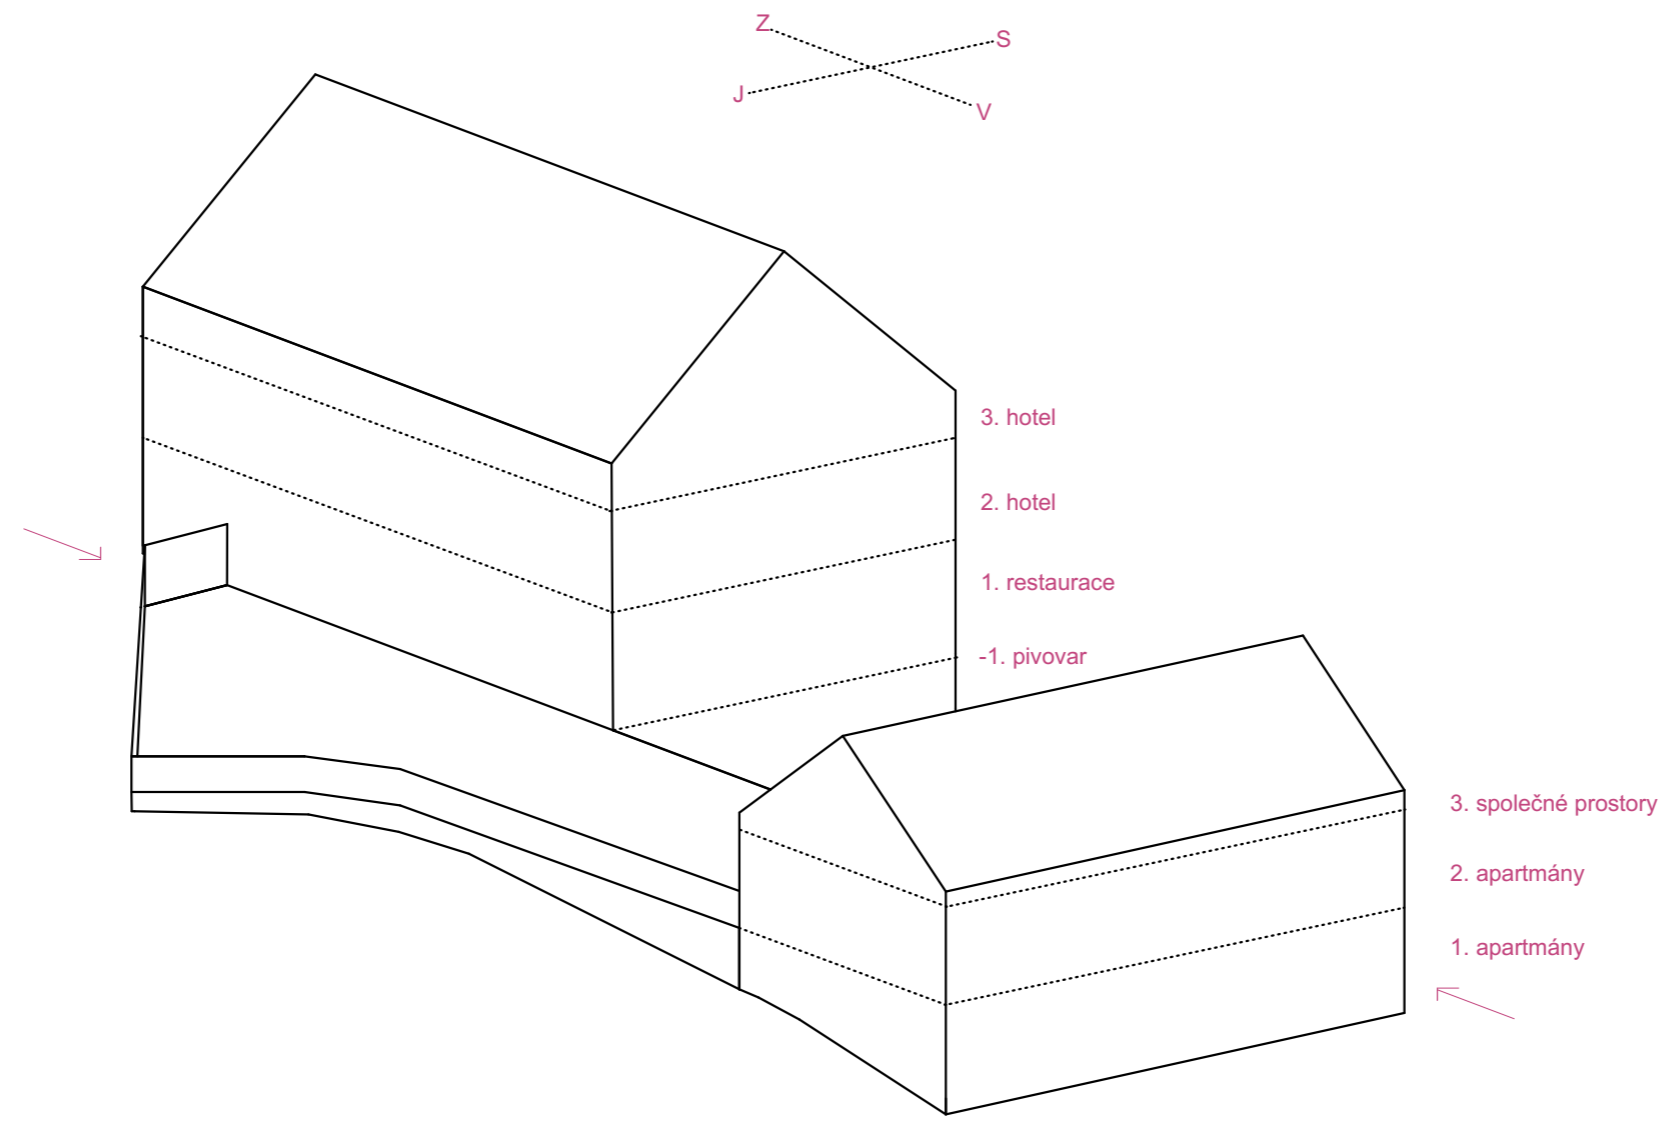 Z
S
J
V
3. hotel
2. hotel
1. restaurace
-1. pivovar
3. společné prostory
2. apartmány
1. apartmány